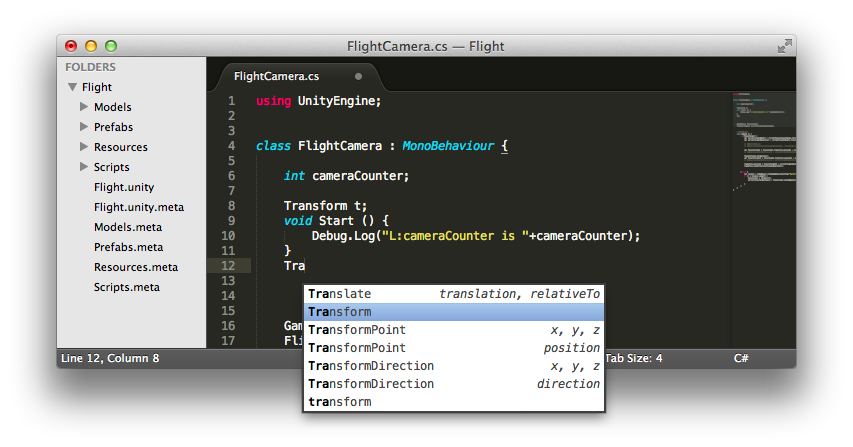 FlightCamera.cs — Flight
FOLDERS
Flight
Models
Prefabs
Resources
Scripts
Flight.unity
Flight.unity.meta
Models.meta
Prefabs.meta
Resources.meta
Scripts.meta
FlightCamera.cs
1 using UnityEngine;
2
3
4 class FlightCamera : MonoBehaviour {
5
6 int cameraCounter;
7
8 Transform t;
9 void Start () {
10 Debug.Log("L:cameraCounter is "+cameraCounter);
11 }
12 Tra
13
14
15
16 Gam
17 Fli
Translate translation, relativeTo
Transform
TransformPoint x, y, z
TransformPoint position
TransformDirection x, y, z
TransformDirection direction
transform
Line 12, Column 8 Tab Size: 4 C#